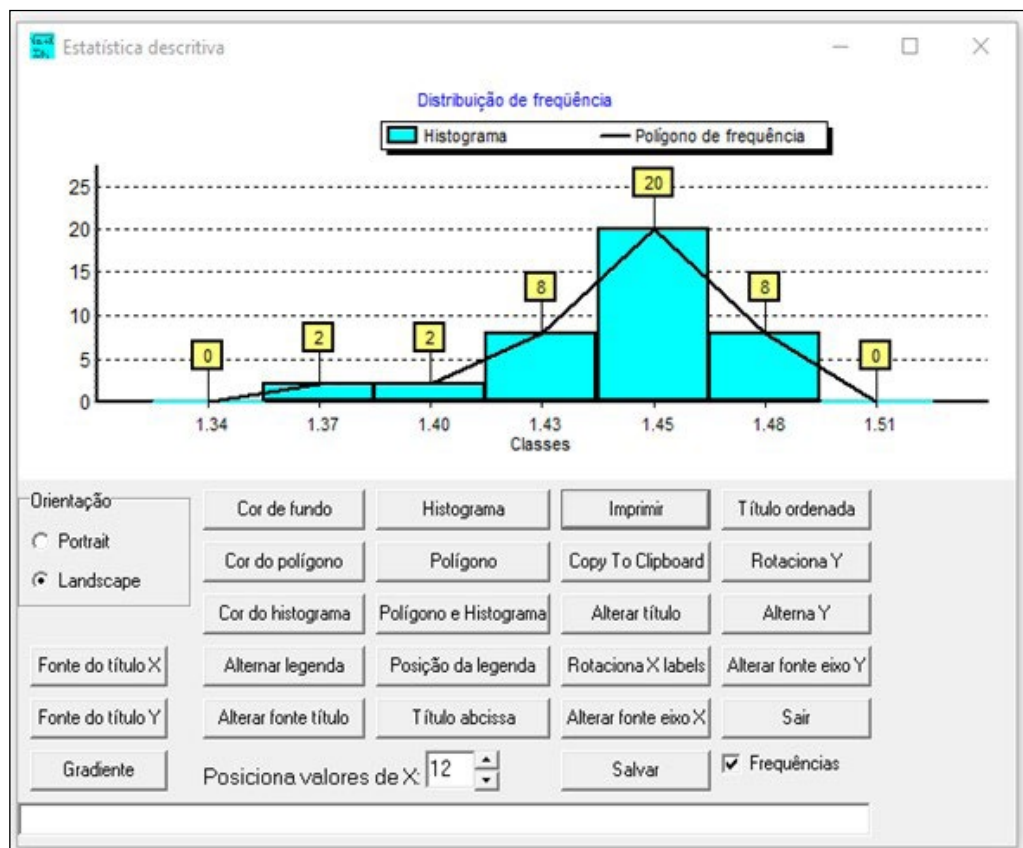 Estatística descritiva
Distribuição de freqüência
Histograma
Polígono de frequência
25
20
15
10
5
0
0
2
2
8
20
8
0
1.34
1.37
1.40
1.43
1.45
1.48
1.51
Classes
Orientação
Portrait
Landscape
Cor de fundo
Histograma
Imprimir
Título ordenada
Cor do polígono
Polígono
Copy To Clipboard
Rotaciona Y
Cor do histograma
Polígono e Histograma
Alterar título
Alterna Y
Fonte do título X
Alternar legenda
Posição da legenda
Rotaciona X labels
Alterar fonte eixo Y
Fonte do título Y
Alterar fonte título
Título abcissa
Alterar fonte eixo X
Sair
Gradiente
Posiciona valores de X: 12
Salvar
Frequências